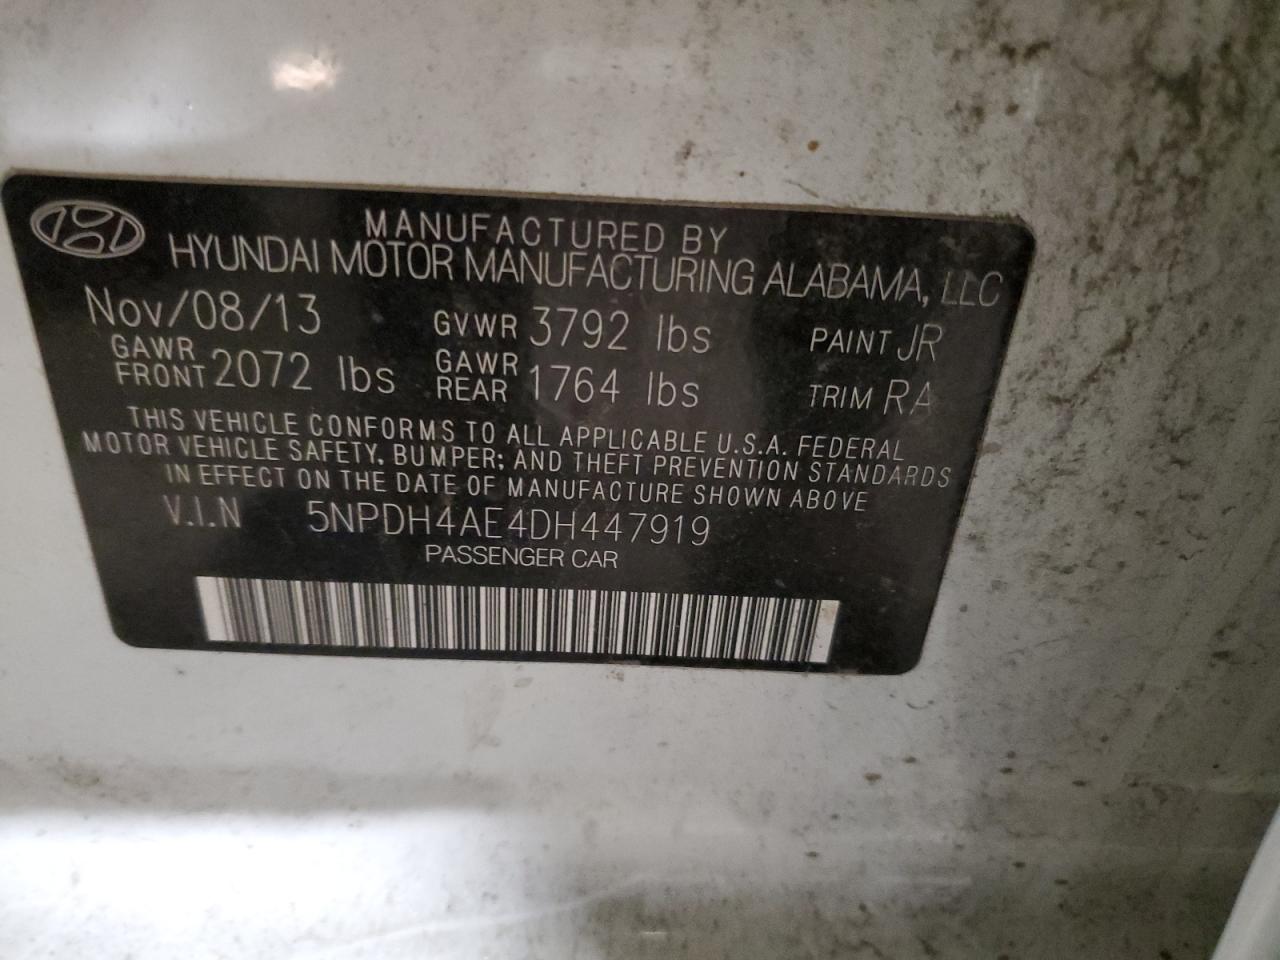 MANUFACTURED BY
HYUNDAI MOTOR MANUFACTURING ALABAMA, LLC
Nov/08/13 GVWR 3792 lbs PAINT JR
GAWR FRONT 2072 lbs GAWR REAR 1764 lbs TRIM RA
THIS VEHICLE CONFORMS TO ALL APPLICABLE U.S.A. FEDERAL
MOTOR VEHICLE SAFETY, BUMPER; AND THEFT PREVENTION STANDARDS
IN EFFECT ON THE DATE OF MANUFACTURE SHOWN ABOVE
V.I.N 5NPDH4AE4DH447919
PASSENGER CAR